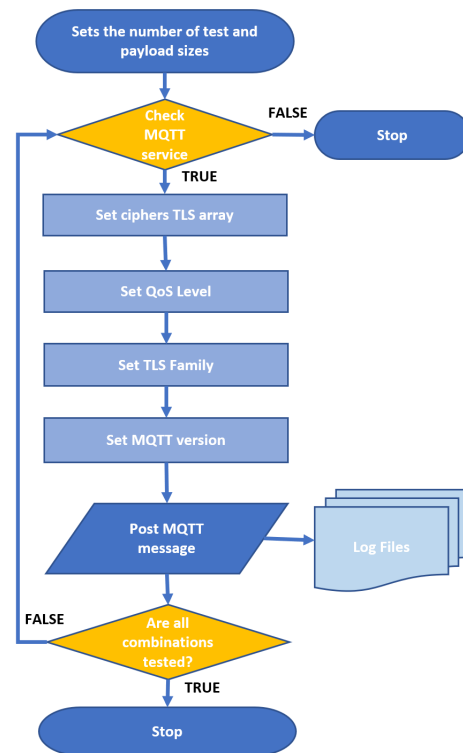 Sets the number of test and
payload sizes
Check
MQTT
service
FALSE
Stop
TRUE
Set ciphers TLS array
Set QoS Level
Set TLS Family
Set MQTT version
Post MQTT
message
Log Files
FALSE
Are all
combinations
tested?
TRUE
Stop